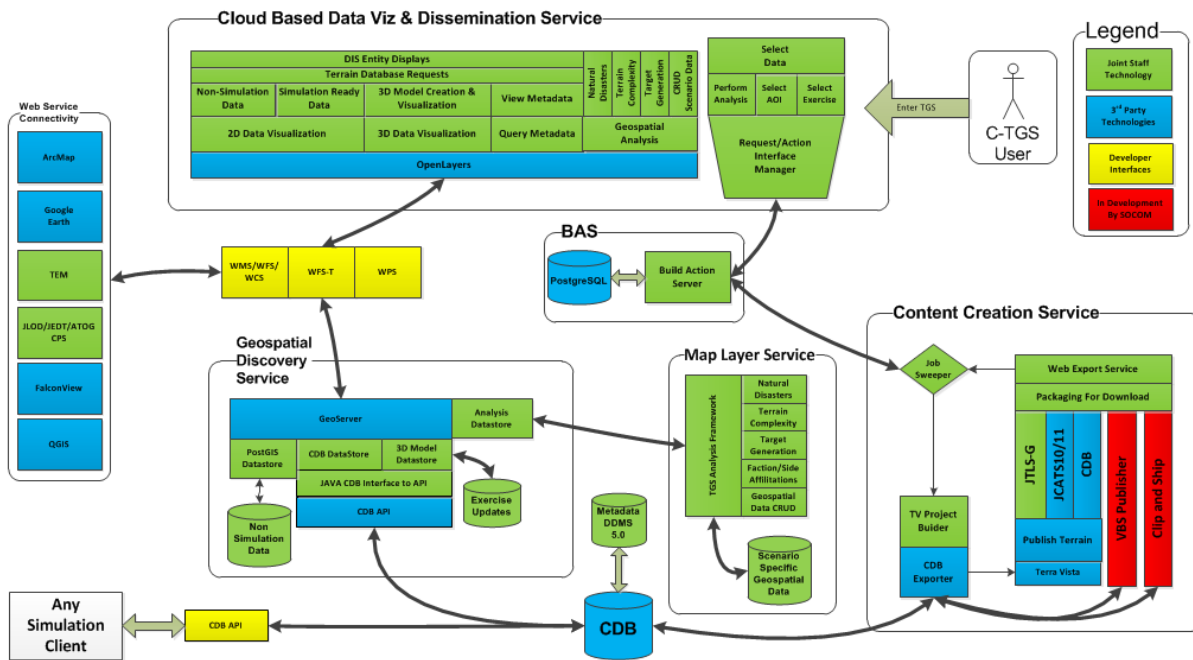 Cloud Based Data Viz & Dissemination Service
DIS Entity Displays
Terrain Database Requests
Non-Simulation
Data
Simulation Ready
Data
3D Model Creation
& Visualization
View Metadata
2D Data Visualization
3D Data Visualization
Query Metadata
Natural
Disasters
Terrain
Complexity
Target
Generation
CRUD
Scenario Data
Geospatial
Analysis
OpenLayers
Select
Data
Perform
Analysis
Select
AOI
Select
Exercise
Request/Action
Interface
Manager
Enter TGS
C-TGS
User
Legend
Joint Staff
Technology
3rd Party
Technologies
Developer
Interfaces
In Development
By SOCOM
Web Service
Connectivity
ArcMap
Google
Earth
TEM
JLOD/JEDT/ATOG
CPS
FalconView
QGIS
WMS/WFS/
WCS
WFS-T
WPS
BAS
PostgreSQL
Build Action
Server
Geospatial
Discovery
Service
GeoServer
Analysis
Datastore
PostGIS
Datastore
CDB DataStore
3D Model
Datastore
JAVA CDB Interface to API
CDB API
Non
Simulation
Data
Exercise
Updates
Map Layer Service
TGS Analysis Framework
Natural
Disasters
Terrain
Complexity
Target
Generation
Faction/Side
Affilitations
Geospatial
Data CRUD
Scenario
Specific
Geospatial
Data
Metadata
DDMS
5.0
CDB
Content Creation Service
Job
Sweeper
Web Export Service
Packaging For Download
JTLS-G
JCATS10/11
CDB
VBS Publisher
Clip and Ship
TV Project
Buider
CDB
Exporter
Publish Terrain
Terra Vista
Any
Simulation
Client
CDB API